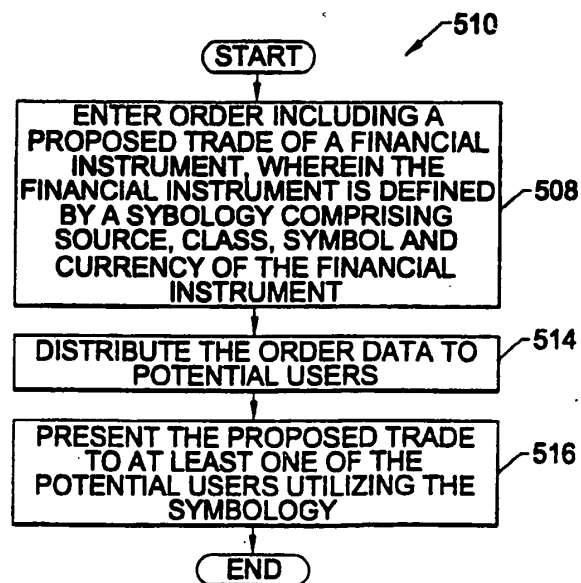 510
START
ENTER ORDER INCLUDING A
PROPOSED TRADE OF A FINANCIAL
INSTRUMENT, WHEREIN THE
FINANCIAL INSTRUMENT IS DEFINED
BY A SYBOLOGY COMPRISING
SOURCE, CLASS, SYMBOL AND
CURRENCY OF THE FINANCIAL
INSTRUMENT
508
DISTRIBUTE THE ORDER DATA TO
POTENTIAL USERS
514
PRESENT THE PROPOSED TRADE
TO AT LEAST ONE OF THE
POTENTIAL USERS UTILIZING THE
SYMBOLOGY
516
END